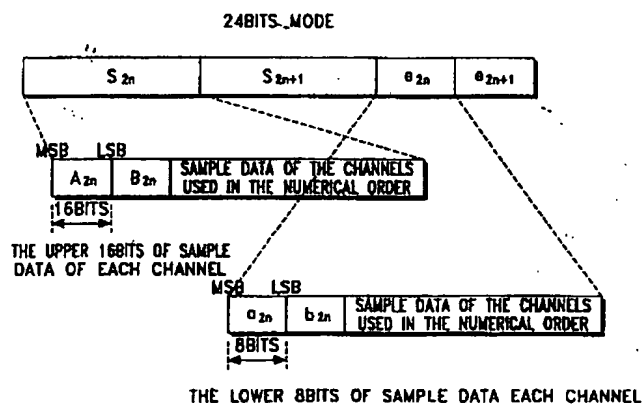 24BITS_MODE
S2n S2n+1 e2n e2n+1
MSB LSB
A2n B2n SAMPLE DATA OF THE CHANNELS
USED IN THE NUMERICAL ORDER
16BITS
THE UPPER 16BITS OF SAMPLE
DATA OF EACH CHANNEL
MSB LSB
a2n b2n SAMPLE DATA OF THE CHANNELS
USED IN THE NUMERICAL ORDER
8BITS
THE LOWER 8BITS OF SAMPLE DATA EACH CHANNEL